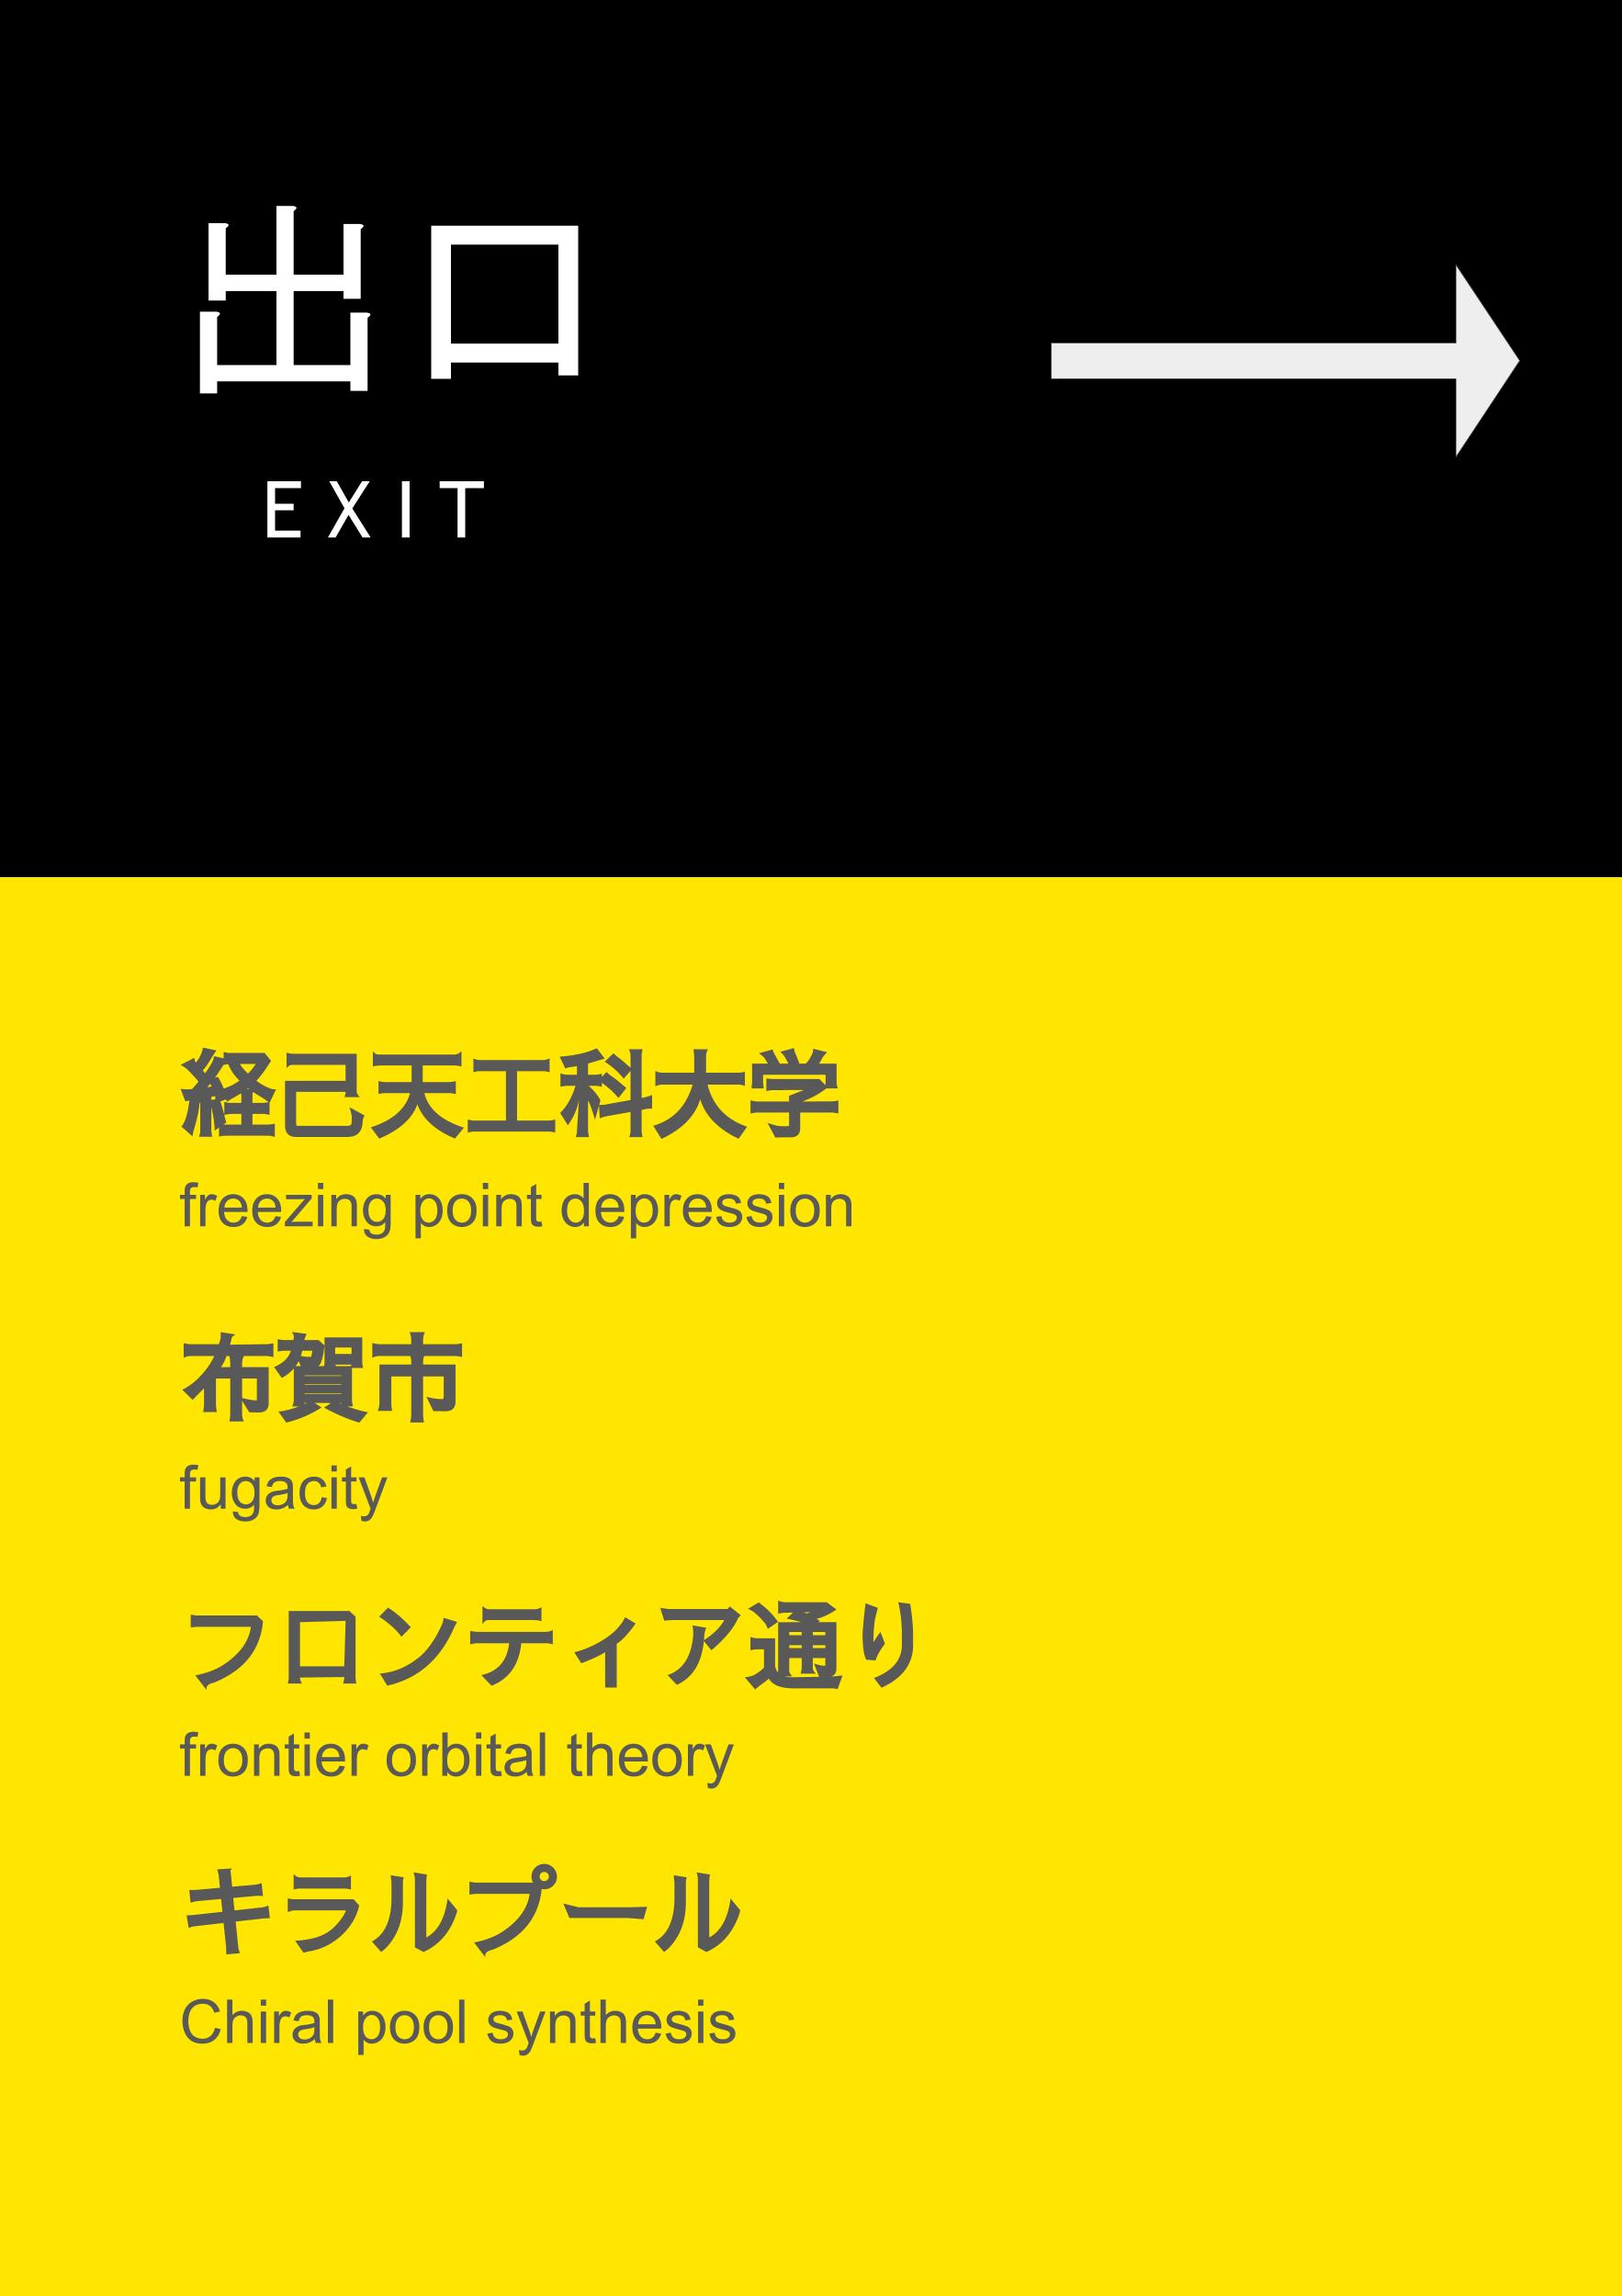 出口
EXIT
経己天工科大学
freezing point depression
布賀市
fugacity
フロンティア通り
frontier orbital theory
キラルプール
Chiral pool synthesis